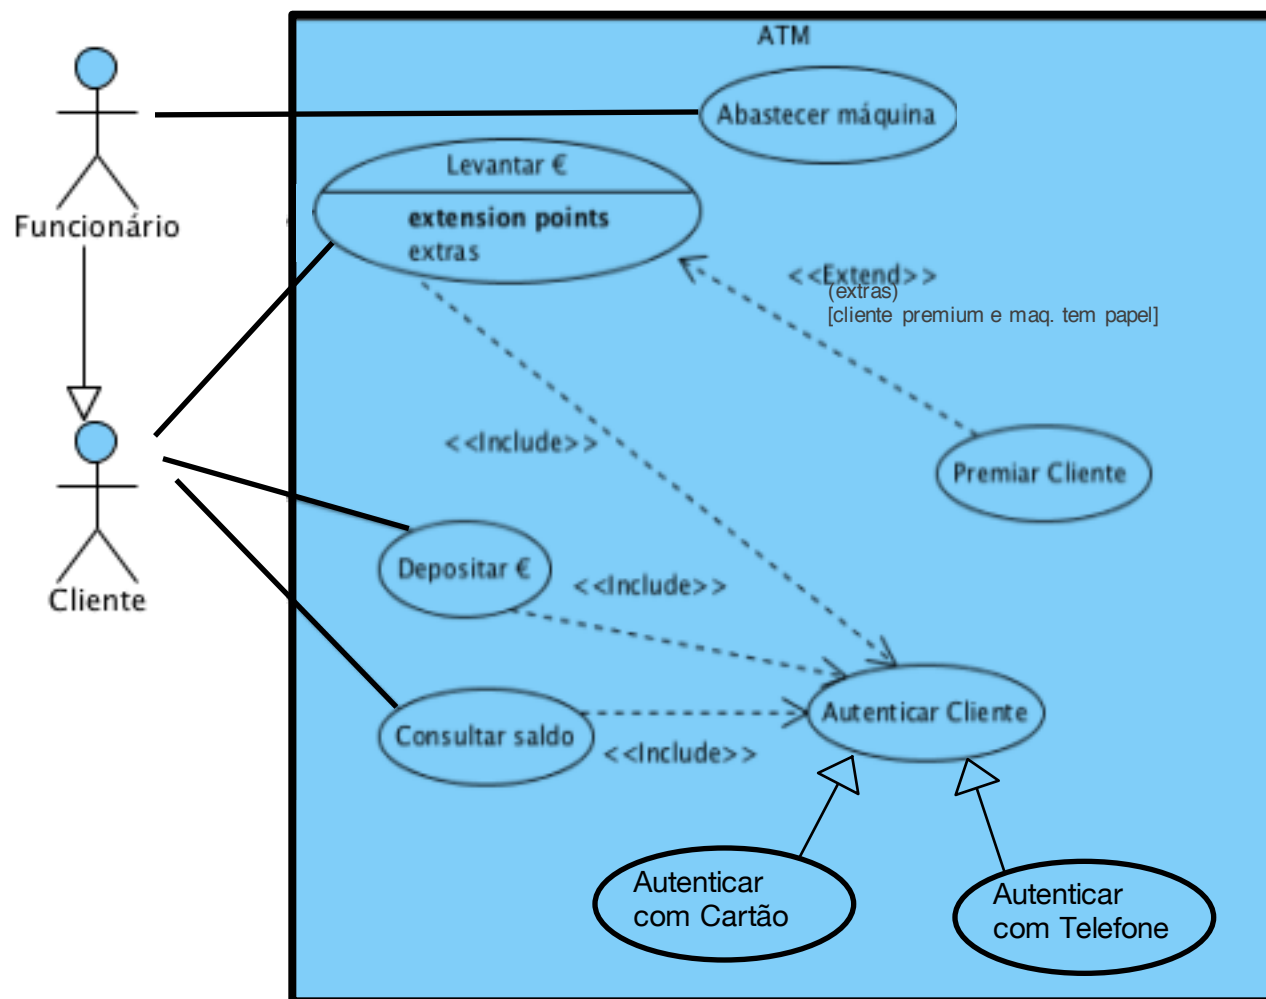 ATM
Abastecer máquina
Levantar €
extension points
extras
Funcionário
<<Extend>>
(extras)
[cliente premium e maq. tem papel]
<<Include>>
Premiar Cliente
Depositar €
<<Include>>
Cliente
Autenticar Cliente
Consultar saldo
<<Include>>
Autenticar
com Cartão
Autenticar
com Telefone